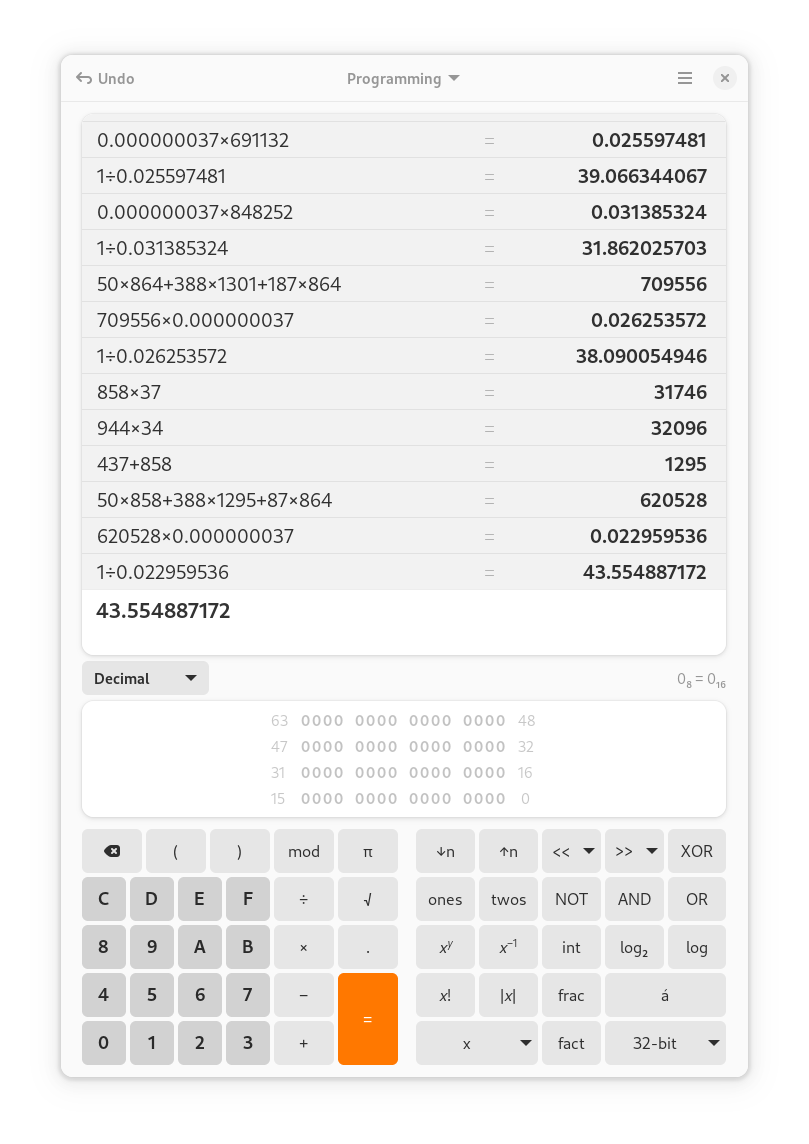 Undo Programming
0.000000037×691132 = 0.025597481
1÷0.025597481 = 39.066344067
0.000000037×848252 = 0.031385324
1÷0.031385324 = 31.862025703
50×864+388×1301+187×864 = 709556
709556×0.000000037 = 0.026253572
1÷0.026253572 = 38.090054946
858×37 = 31746
944×34 = 32096
437+858 = 1295
50×858+388×1295+87×864 = 620528
620528×0.000000037 = 0.022959536
1÷0.022959536 = 43.554887172
43.554887172
Decimal 0₈ = 0₁₆
63 0000 0000 0000 0000 48
47 0000 0000 0000 0000 32
31 0000 0000 0000 0000 16
15 0000 0000 0000 0000 0
( ) mod π ↓n ↑n << >> XOR
C D E F ÷ √ ones twos NOT AND OR
8 9 A B × . xʸ x⁻¹ int log₂ log
4 5 6 7 − = x! |x| frac á
0 1 2 3 + x fact 32-bit